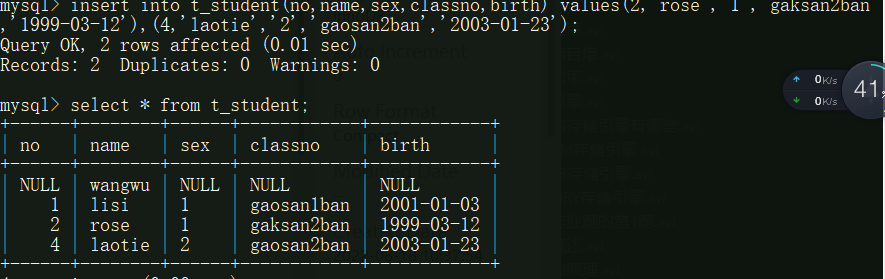 mysql> insert into t_student(no,name,sex,classno,birth) values(2,'rose','1','gaksan2ban'
,'1999-03-12'),(4,'laotie','2','gaosan2ban','2003-01-23');
Query OK, 2 rows affected (0.01 sec)
Records: 2  Duplicates: 0  Warnings: 0
mysql> select * from t_student;
+------+--------+------+------------+------------+
| no   | name   | sex  | classno    | birth      |
+------+--------+------+------------+------------+
| NULL | wangwu | NULL | NULL       | NULL       |
|    1 | lisi   | 1    | gaosan1ban | 2001-01-03 |
|    2 | rose   | 1    | gaksan2ban | 1999-03-12 |
|    4 | laotie | 2    | gaosan2ban | 2003-01-23 |
+------+--------+------+------------+------------+
0K/s
0K/s
41%